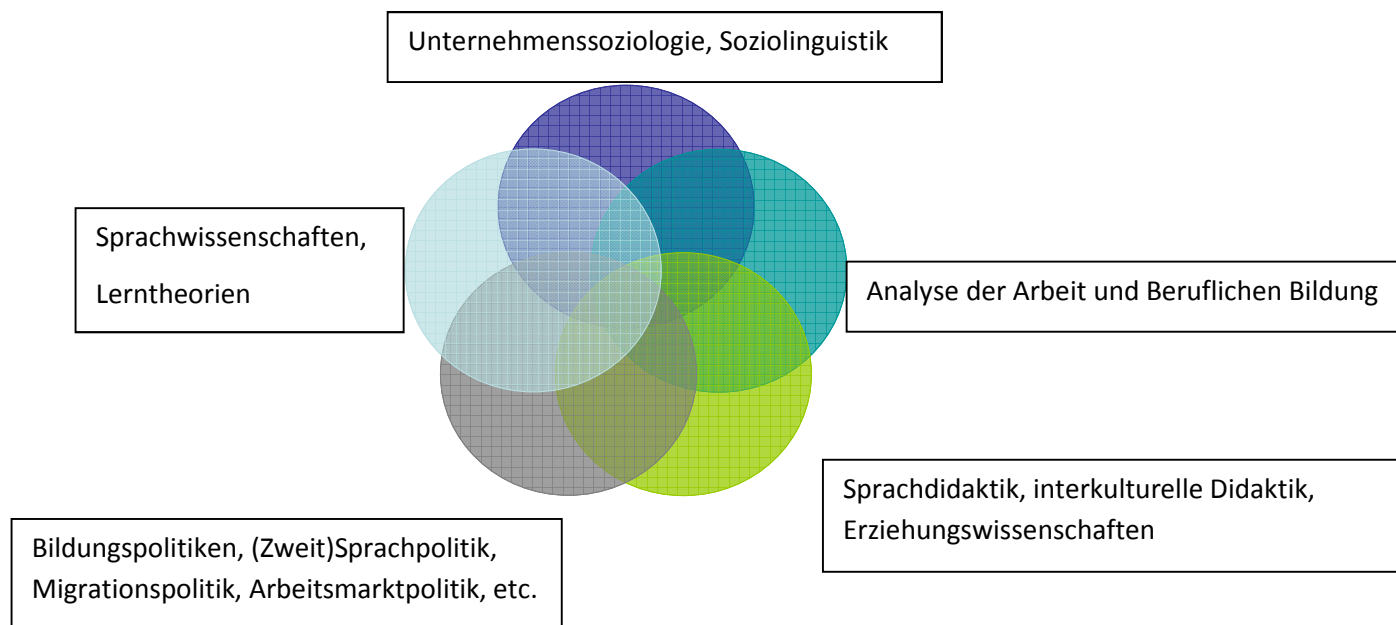 Unternehmenssoziologie, Soziolinguistik
Sprachwissenschaften,
Lerntheorien
Analyse der Arbeit und Beruflichen Bildung
Sprachdidaktik, interkulturelle Didaktik,
Erziehungswissenschaften
Bildungspolitiken, (Zweit)Sprachpolitik,
Migrationspolitik, Arbeitsmarktpolitik, etc.